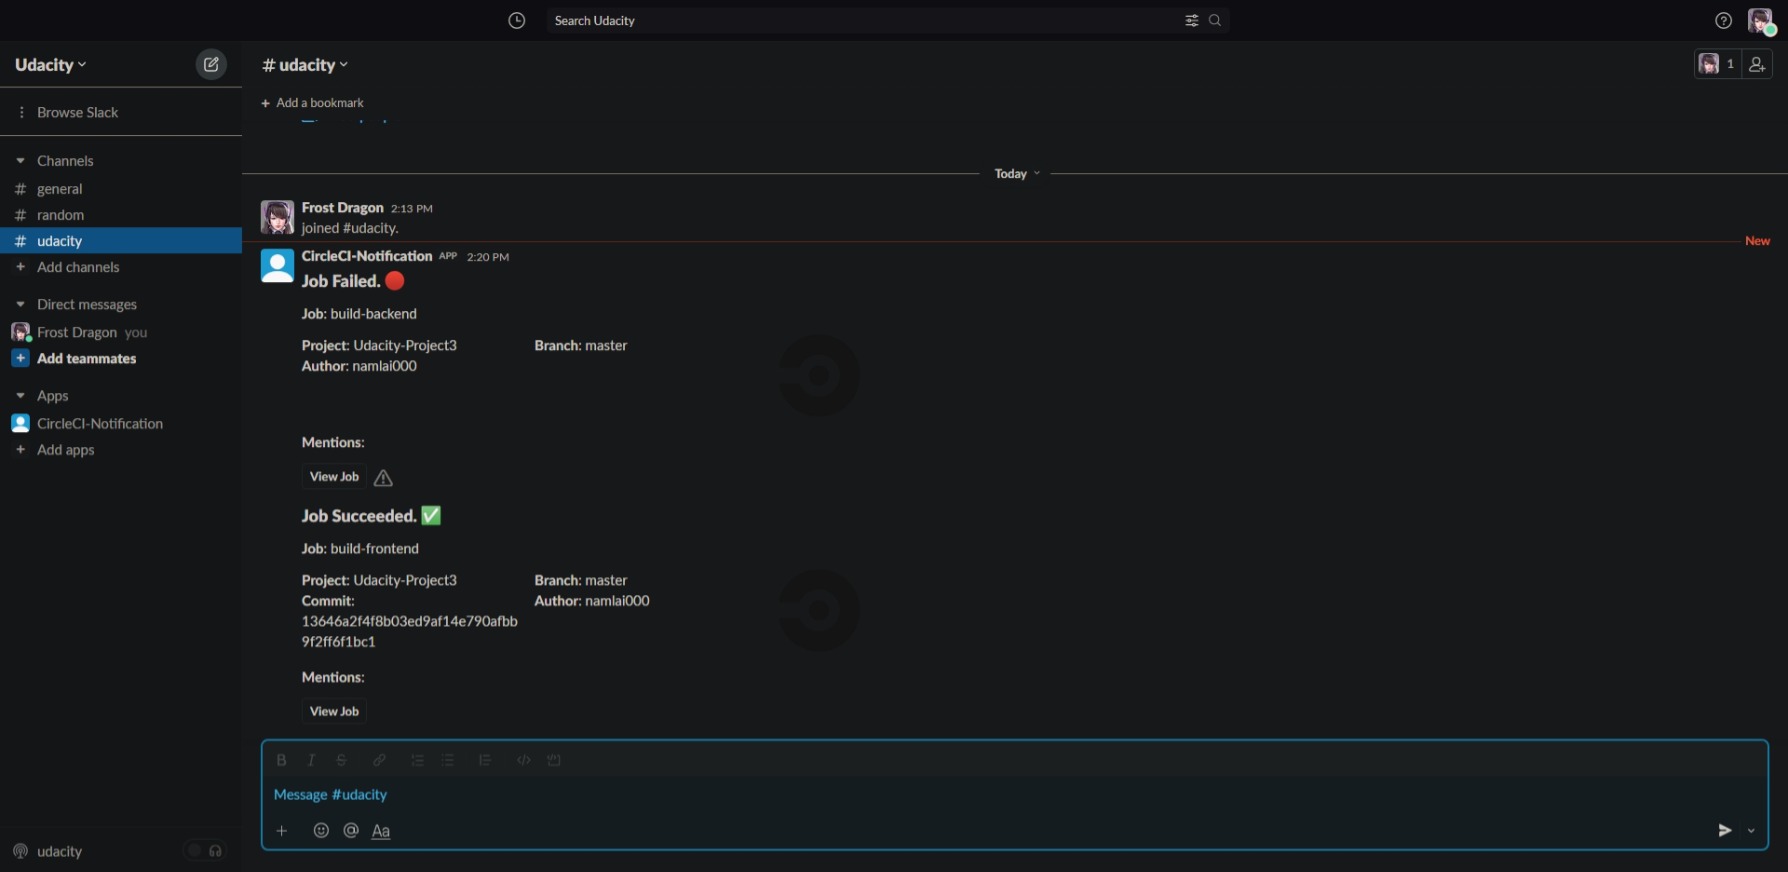 Search Udacity
Udacity
# udacity
1
+ Add a bookmark
Browse Slack
Today
Channels
# general
# random
# udacity
+ Add channels
Direct messages
Frost Dragon you
+ Add teammates
Apps
CircleCI-Notification
+ Add apps
udacity
Frost Dragon 2:13 PM
joined #udacity.
New
CircleCI-Notification APP 2:20 PM
Job Failed.
Job: build-backend
Project: Udacity-Project3 Branch: master
Author: namlai000
Mentions:
View Job
Job Succeeded.
Job: build-frontend
Project: Udacity-Project3 Branch: master
Commit: Author: namlai000
13646a2f4f8b03ed9af14e790afbb
9f2ff6f1bc1
Mentions:
View Job
B I S
Message #udacity
+ @ Aa